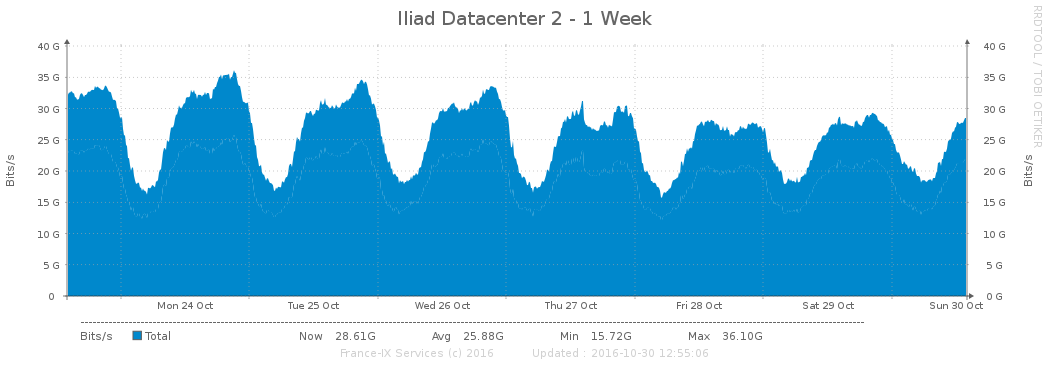 Iliad Datacenter 2 - 1 Week
RRDTOOL / TOBI OETIKER
Bits/s
40 G 40 G
35 G 35 G
30 G 30 G
25 G 25 G
20 G 20 G
15 G 15 G
10 G 10 G
5 G 5 G
0 0 G
Bits/s
Mon 24 Oct Tue 25 Oct Wed 26 Oct Thu 27 Oct Fri 28 Oct Sat 29 Oct Sun 30 Oct
Bits/s Total Now 28.61G Avg 25.88G Min 15.72G Max 36.10G
France-IX Services (c) 2016 Updated : 2016-10-30 12:55:06